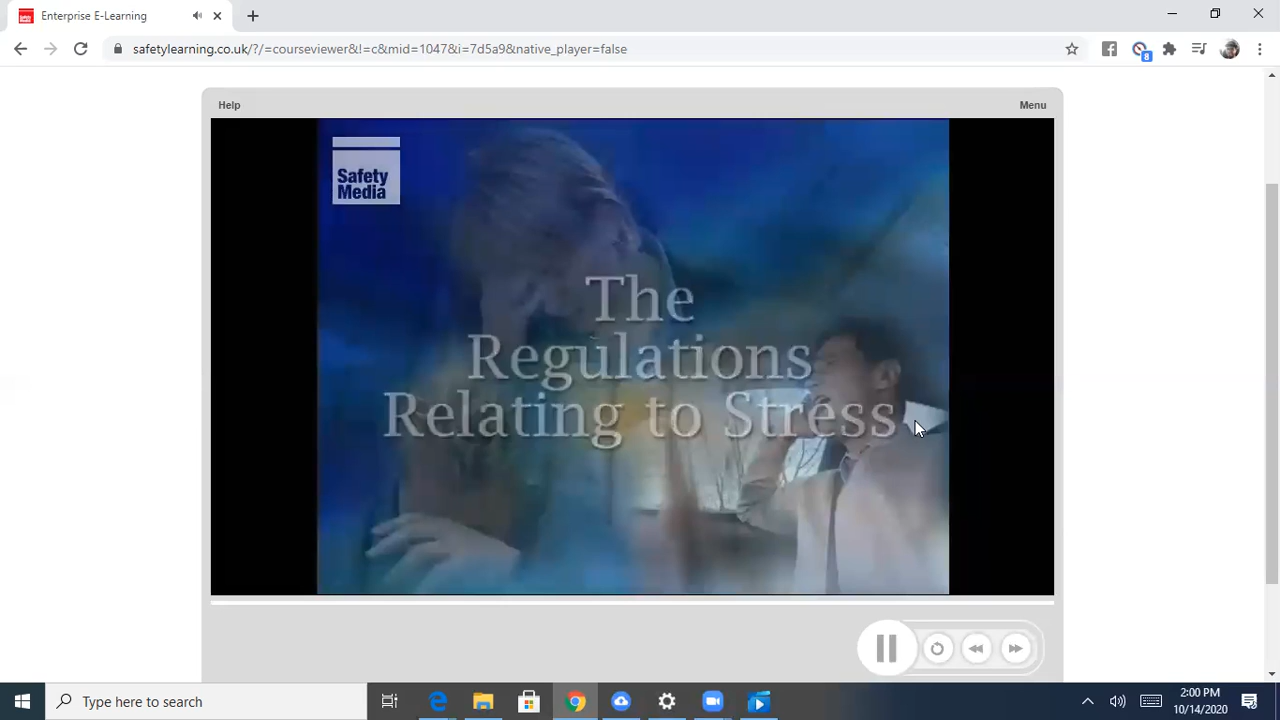 Enterprise E-Learning
safetylearning.co.uk/?/=courseviewer&!=c&mid=1047&i=7d5a9&native_player=false
8
Help
Menu
Safety
Media
The
Regulations
Relating to Stress
Type here to search
2:00 PM
10/14/2020